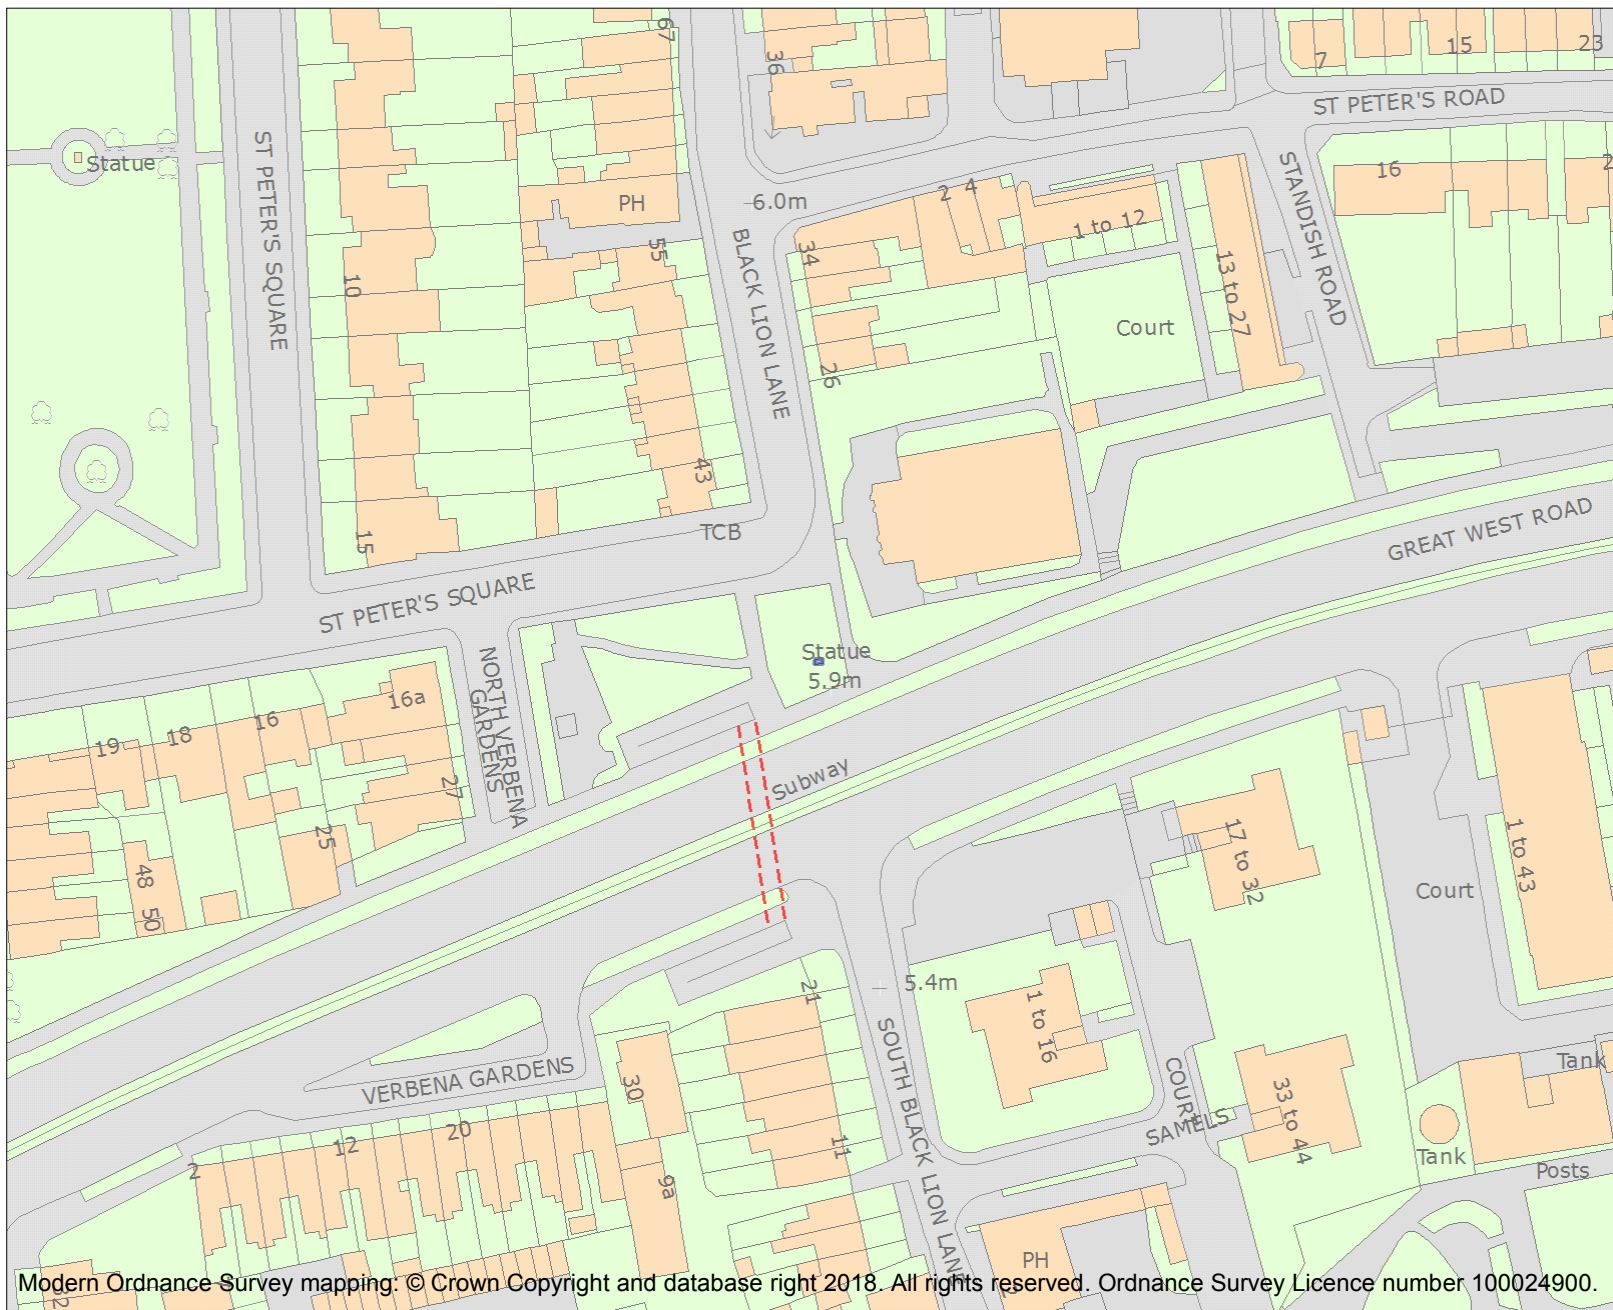 67
36
7
15
23
ST PETER'S ROAD
Statue
ST PETER'S SQUARE
PH
6.0m
2
4
1 to 12
STANDISH ROAD
16
BLACK LION LANE
55
34
13 to 27
10
Court
26
43
15
TCB
GREAT WEST ROAD
ST PETER'S SQUARE
Statue
5.9m
NORTH VERBENA
GARDENS
16a
16
18
19
27
25
48
50
Subway
17 to 32
1 to 43
Court
21
5.4m
1 to 16
SOUTH BLACK LION LANE
VERBENA GARDENS
30
COURT
SAMELS
33 to 44
Tank
Tank
Posts
20
12
2
11
9a
PH
32
Modern Ordnance Survey mapping: © Crown Copyright and database right 2018. All rights reserved. Ordnance Survey Licence number 100024900.